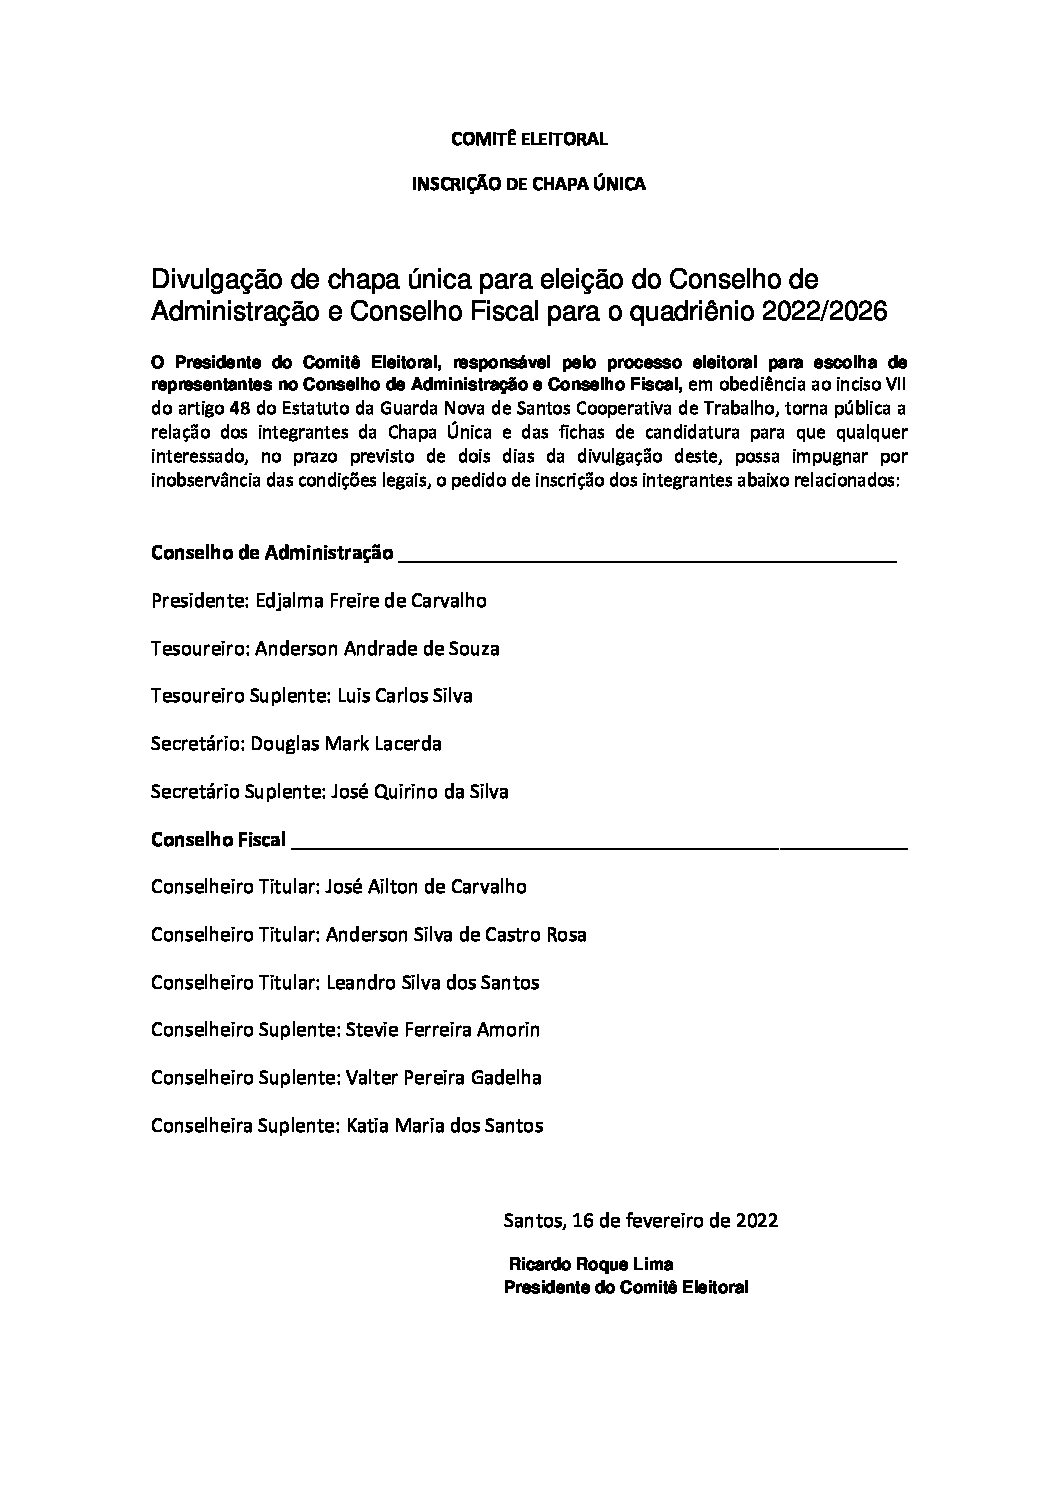 COMITÊ ELEITORAL
INSCRIÇÃO DE CHAPA ÚNICA
Divulgação de chapa única para eleição do Conselho de
Administração e Conselho Fiscal para o quadriênio 2022/2026
O Presidente do Comitê Eleitoral, responsável pelo processo eleitoral para escolha de
representantes no Conselho de Administração e Conselho Fiscal, em obediência ao inciso VII
do artigo 48 do Estatuto da Guarda Nova de Santos Cooperativa de Trabalho, torna pública a
relação dos integrantes da Chapa Única e das fichas de candidatura para que qualquer
interessado, no prazo previsto de dois dias da divulgação deste, possa impugnar por
inobservância das condições legais, o pedido de inscrição dos integrantes abaixo relacionados:
Conselho de Administração
Presidente: Edjalma Freire de Carvalho
Tesoureiro: Anderson Andrade de Souza
Tesoureiro Suplente: Luis Carlos Silva
Secretário: Douglas Mark Lacerda
Secretário Suplente: José Quirino da Silva
Conselho Fiscal
Conselheiro Titular: José Ailton de Carvalho
Conselheiro Titular: Anderson Silva de Castro Rosa
Conselheiro Titular: Leandro Silva dos Santos
Conselheiro Suplente: Stevie Ferreira Amorin
Conselheiro Suplente: Valter Pereira Gadelha
Conselheira Suplente: Katia Maria dos Santos
Santos, 16 de fevereiro de 2022
Ricardo Roque Lima
Presidente do Comitê Eleitoral